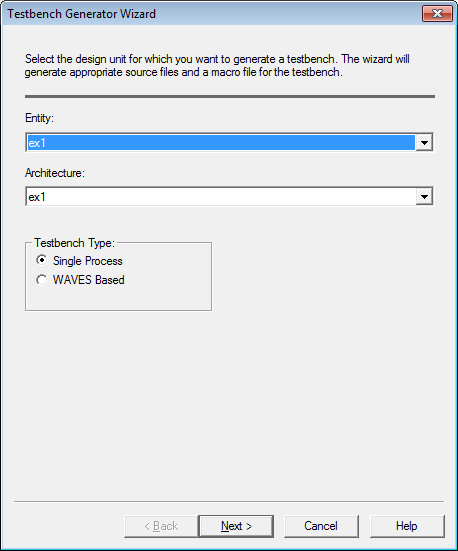 Testbench Generator Wizard
Select the design unit for which you want to generate a testbench. The wizard will
generate appropriate source files and a macro file for the testbench.
Entity:
ex1
Architecture:
ex1
Testbench Type:
Single Process
WAVES Based
< Back Next > Cancel Help